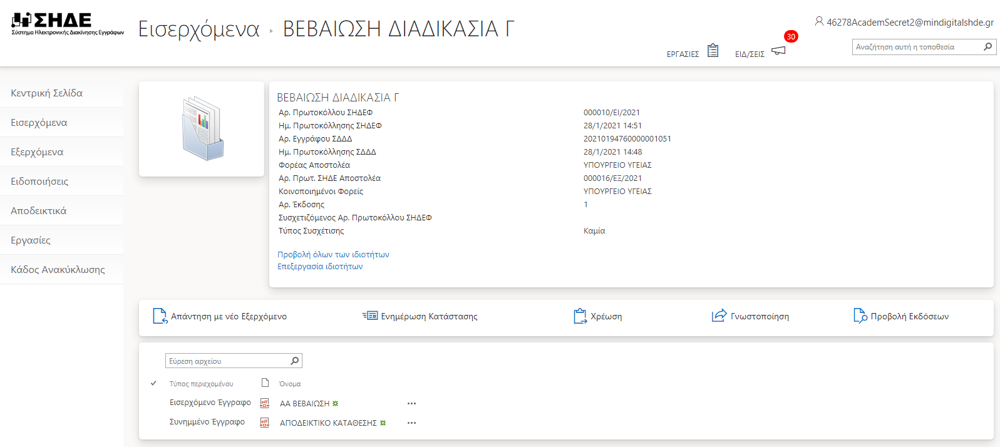 ΣΗΔΕ
Σύστημα Ηλεκτρονικής Διακίνησης Εγγράφων
Εισερχόμενα ▸ ΒΕΒΑΙΩΣΗ ΔΙΑΔΙΚΑΣΙΑ Γ
46278AcademSecret2@mindigitalshde.gr
ΕΡΓΑΣΙΕΣ
ΕΙΔ/ΣΕΙΣ 30
Αναζήτηση αυτή η τοποθεσία
Κεντρική Σελίδα
Εισερχόμενα
Εξερχόμενα
Ειδοποιήσεις
Αποδεικτικά
Εργασίες
Κάδος Ανακύκλωσης
ΒΕΒΑΙΩΣΗ ΔΙΑΔΙΚΑΣΙΑ Γ
Αρ. Πρωτοκόλλου ΣΗΔΕΦ 000010/ΕΙ/2021
Ημ. Πρωτοκόλλησης ΣΗΔΕΦ 28/1/2021 14:51
Αρ. Εγγράφου ΣΔΔΔ 20210194760000001051
Ημ. Πρωτοκόλλησης ΣΔΔΔ 28/1/2021 14:48
Φορέας Αποστολέα ΥΠΟΥΡΓΕΙΟ ΥΓΕΙΑΣ
Αρ. Πρωτ. ΣΗΔΕ Αποστολέα 000016/ΕΞ/2021
Κοινοποιημένοι Φορείς ΥΠΟΥΡΓΕΙΟ ΥΓΕΙΑΣ
Αρ. Έκδοσης 1
Συσχετιζόμενος Αρ. Πρωτοκόλλου ΣΗΔΕΦ
Τύπος Συσχέτισης Καμία
Προβολή όλων των ιδιοτήτων
Επεξεργασία ιδιοτήτων
Απάντηση με νέο Εξερχόμενο
Ενημέρωση Κατάστασης
Χρέωση
Γνωστοποίηση
Προβολή Εκδόσεων
Εύρεση αρχείου
Τύπος περιεχομένου Όνομα
Εισερχόμενο Έγγραφο ΑΑ ΒΕΒΑΙΩΣΗ ...
Συνημμένο Έγγραφο ΑΠΟΔΕΙΚΤΙΚΟ ΚΑΤΑΘΕΣΗΣ ...